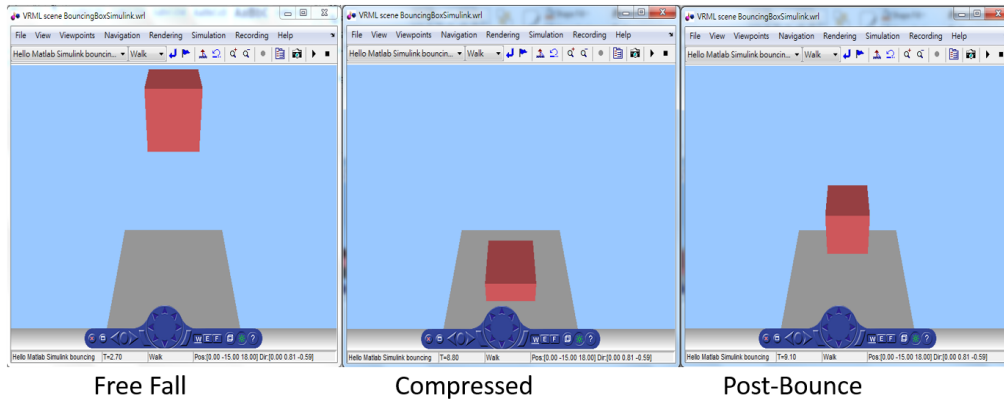 VRML scene BouncingBoxSimulink.wrl
File View Viewpoints Navigation Rendering Simulation Recording Help
Hello Matlab Simulink bouncin... Walk
W E F ?
Hello Matlab Simulink bouncing T=2.70 Walk Pos:[0.00 -15.00 18.00] Dir:[0.00 0.81 -0.59]
Free Fall
VRML scene BouncingBoxSimulink.wrl
File View Viewpoints Navigation Rendering Simulation Recording Help
Hello Matlab Simulink bouncin... Walk
W E F ?
Hello Matlab Simulink bouncing T=8.80 Walk Pos:[0.00 -15.00 18.00] Dir:[0.00 0.81 -0.59]
Compressed
VRML scene BouncingBoxSimulink.wrl
File View Viewpoints Navigation Rendering Simulation Recording Help
Hello Matlab Simulink bouncin... Walk
W E F ?
Hello Matlab Simulink bouncing T=9.10 Walk Pos:[0.00 -15.00 18.00] Dir:[0.00 0.81 -0.59]
Post-Bounce